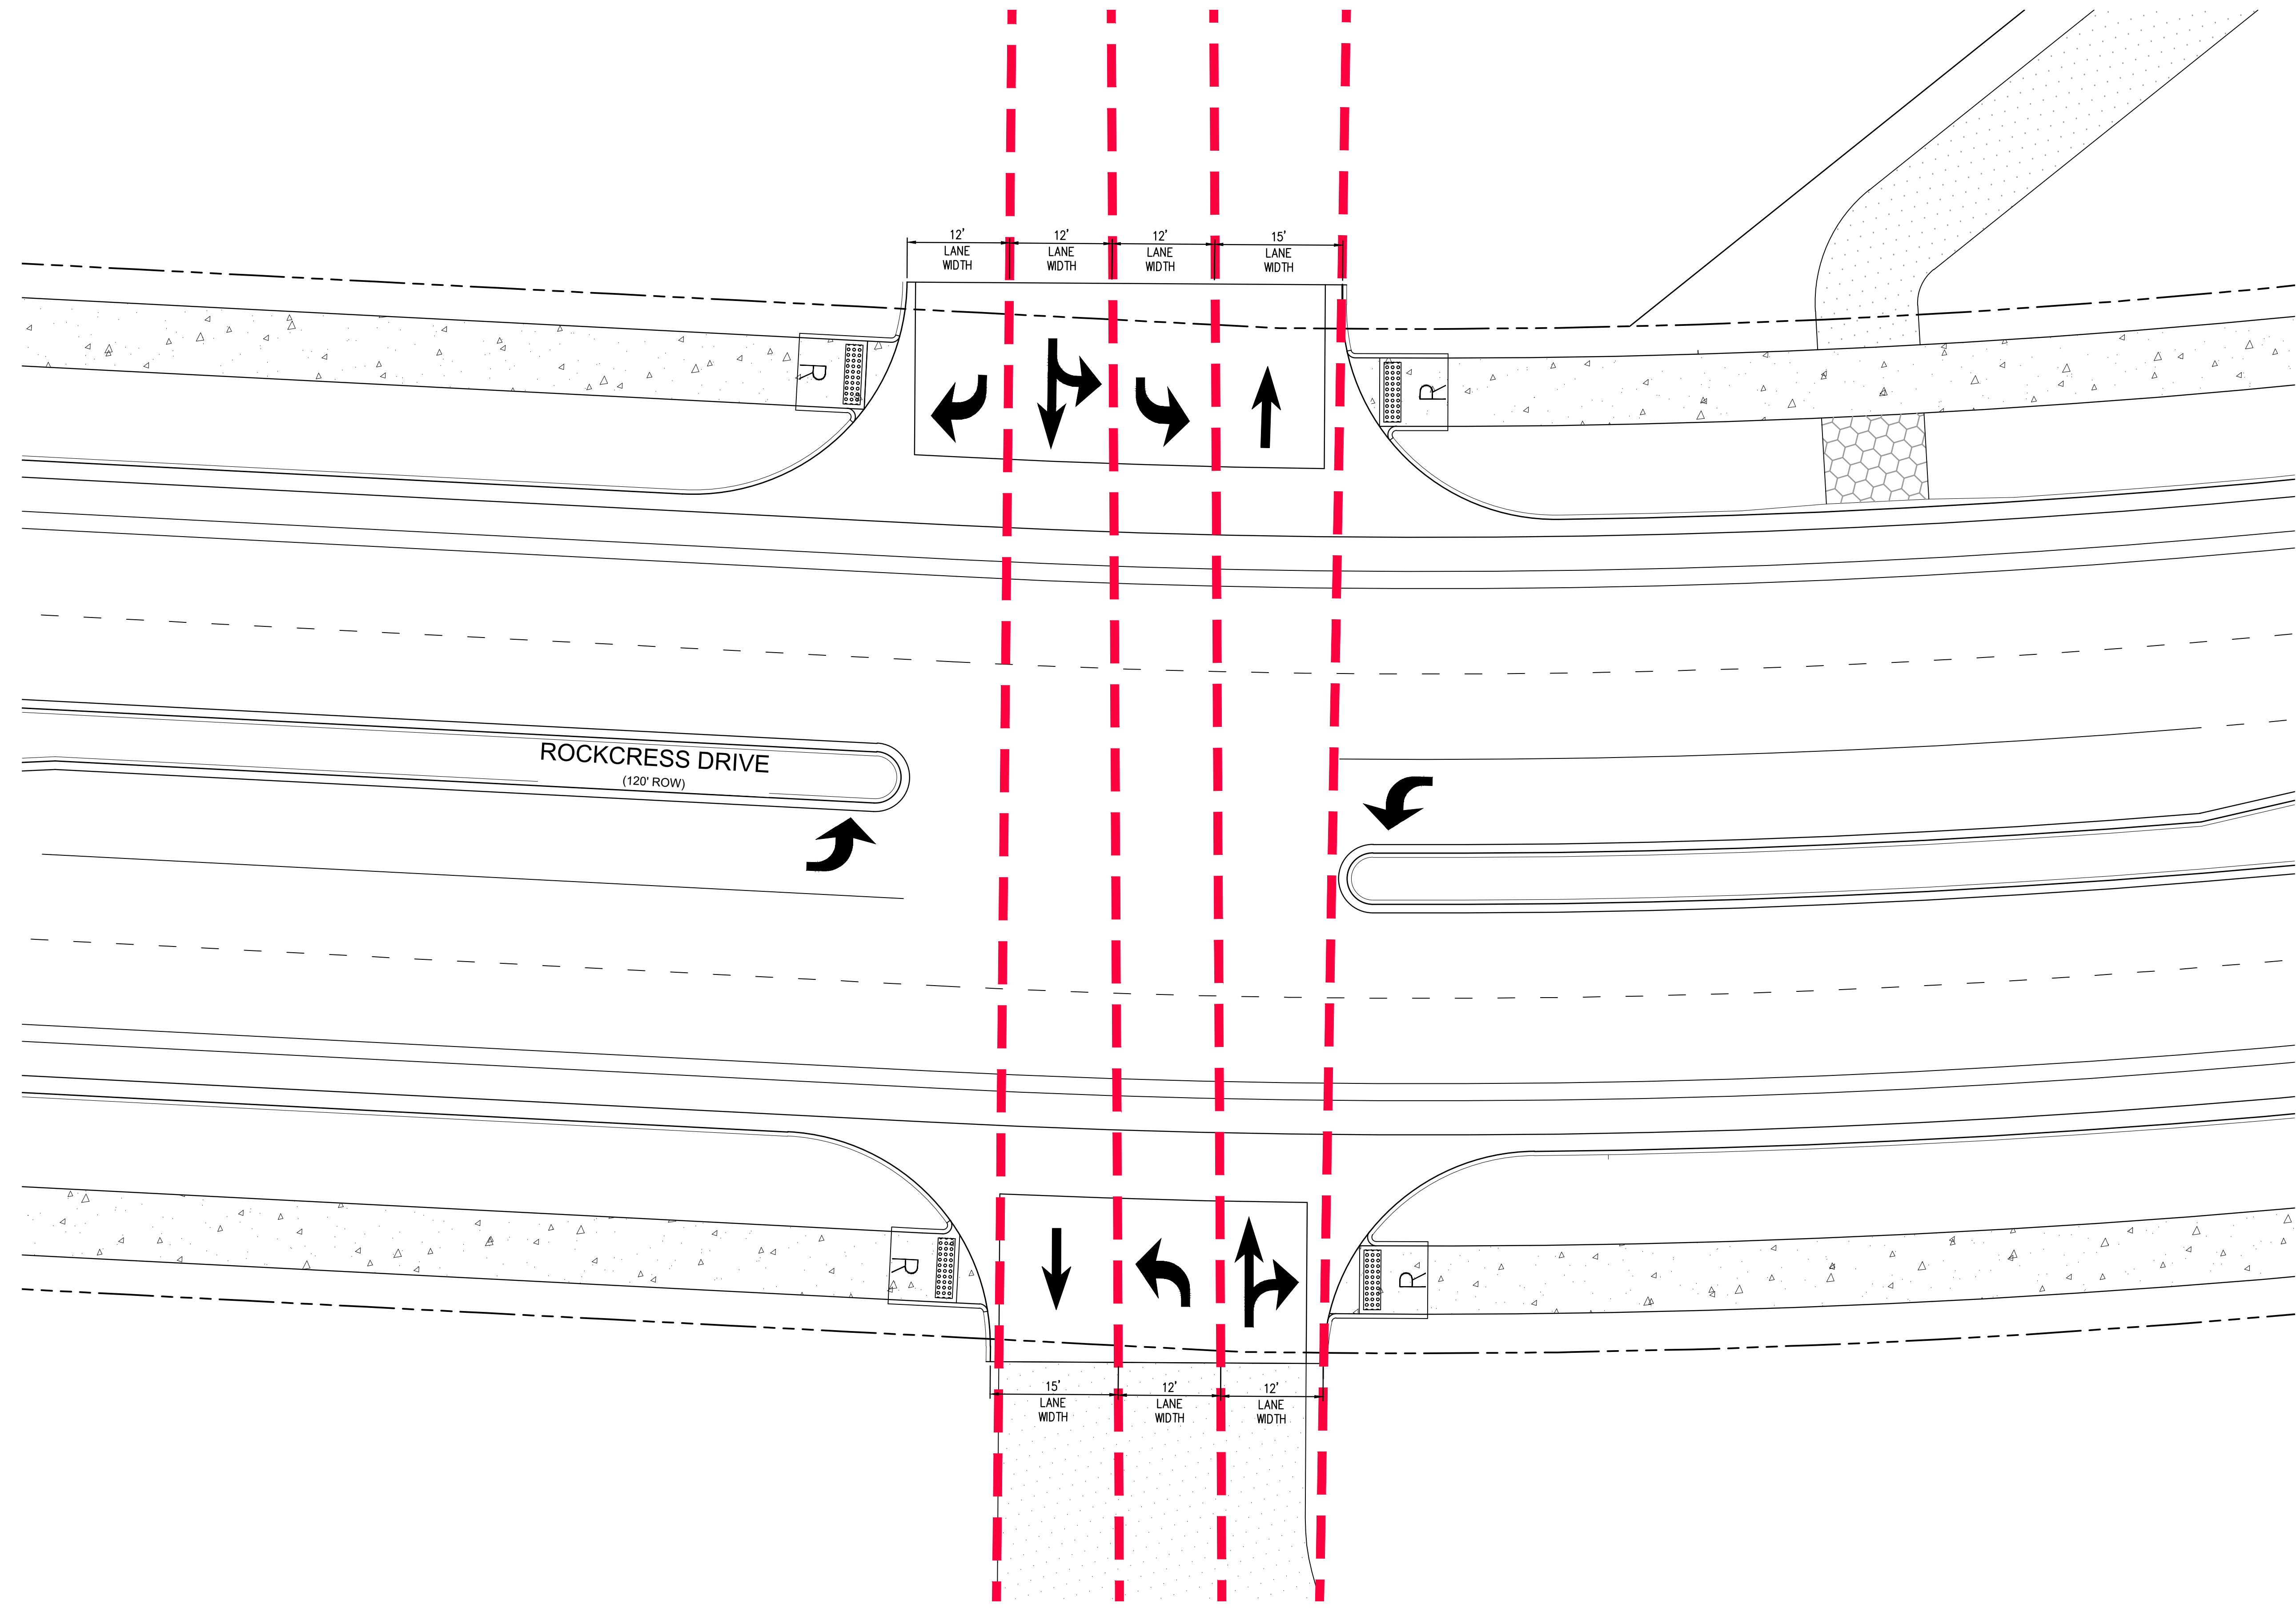 12' 12' 12' 15'
LANE LANE LANE LANE
WIDTH WIDTH WIDTH WIDTH
R R
ROCKCRESS DRIVE
(120' ROW)
R R
15' 12' 12'
LANE LANE LANE
WIDTH WIDTH WIDTH